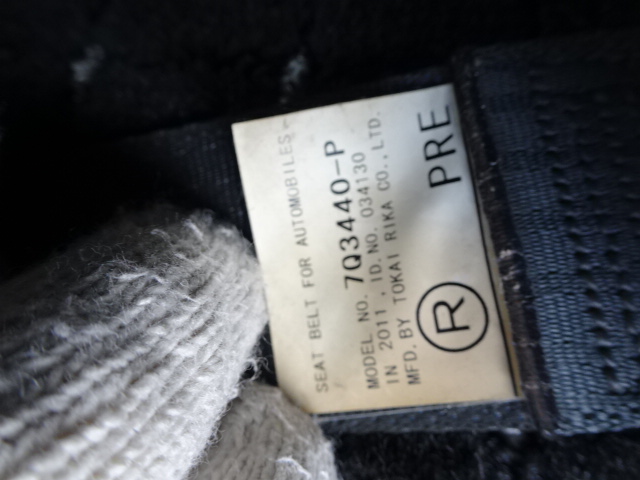 SEAT BELT FOR AUTOMOBILES
MODEL NO. 7Q3440-P
IN 2011 . ID.NO. 034130
MFD. BY TOKAI RIKA CO.,LTD.
R PRE